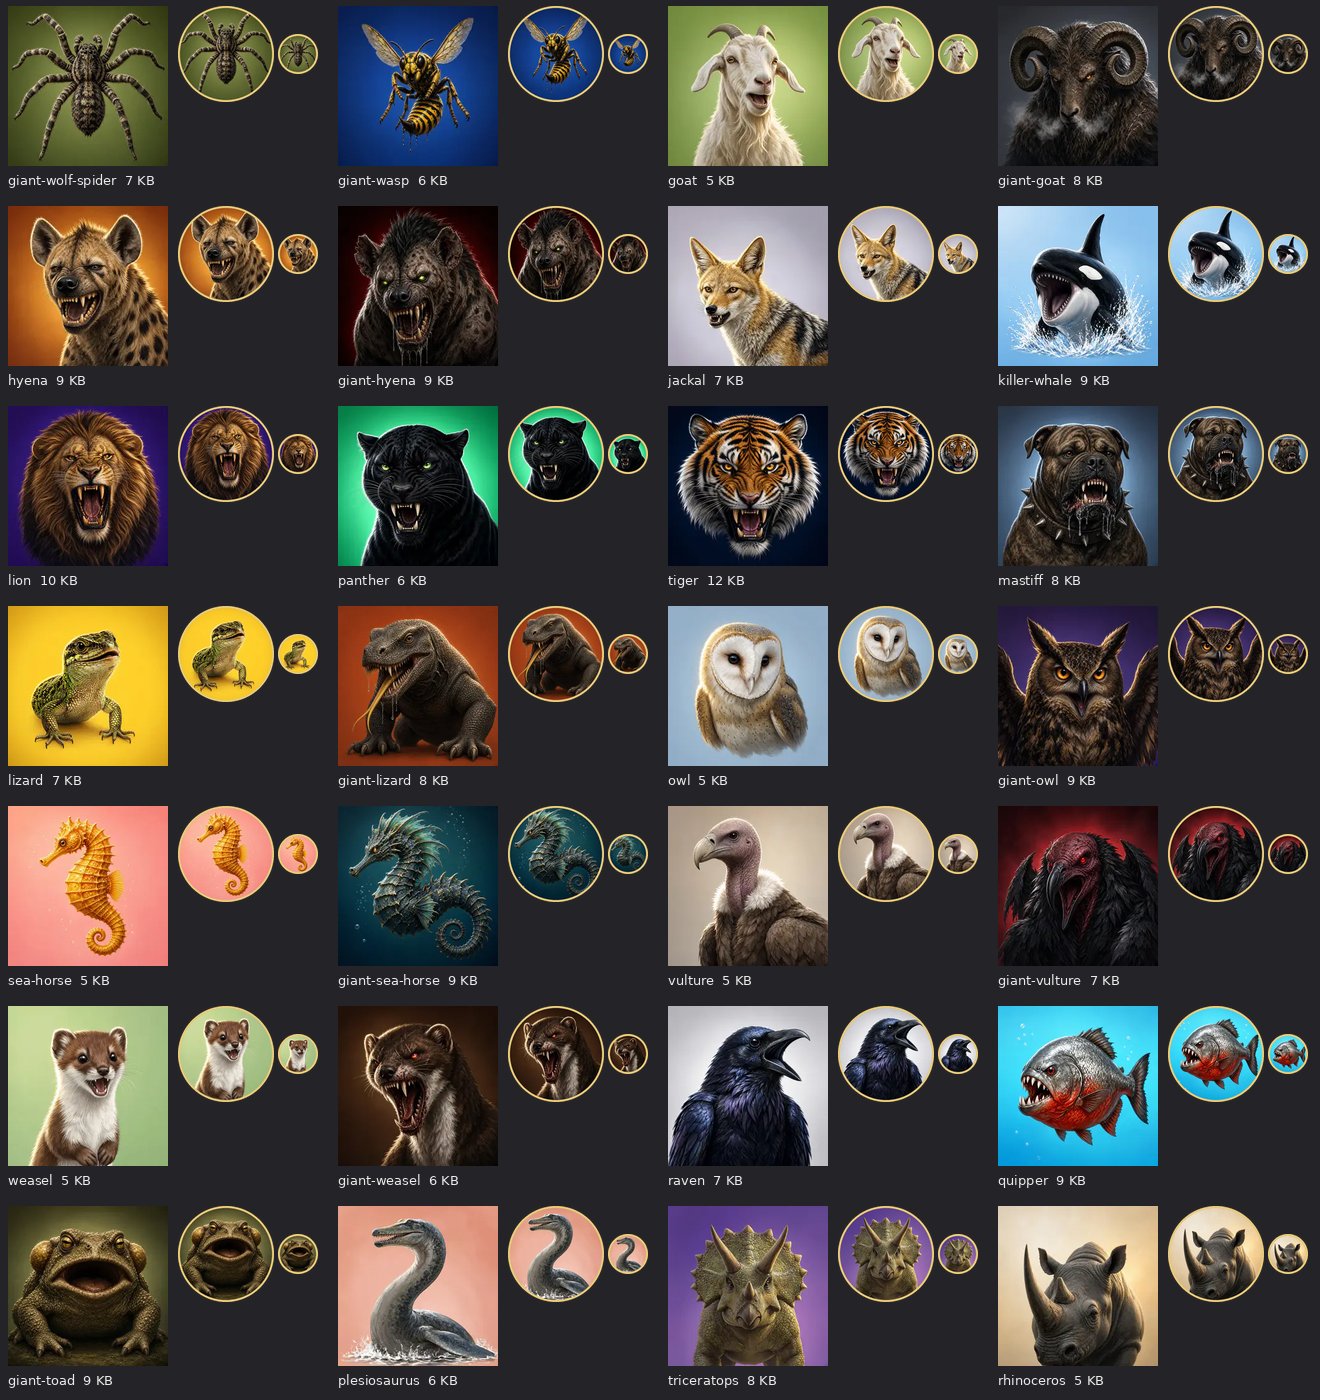 giant-wolf-spider 7 KB
giant-wasp 6 KB
goat 5 KB
giant-goat 8 KB
hyena 9 KB
giant-hyena 9 KB
jackal 7 KB
killer-whale 9 KB
lion 10 KB
panther 6 KB
tiger 12 KB
mastiff 8 KB
lizard 7 KB
giant-lizard 8 KB
owl 5 KB
giant-owl 9 KB
sea-horse 5 KB
giant-sea-horse 9 KB
vulture 5 KB
giant-vulture 7 KB
weasel 5 KB
giant-weasel 6 KB
raven 7 KB
quipper 9 KB
giant-toad 9 KB
plesiosaurus 6 KB
triceratops 8 KB
rhinoceros 5 KB